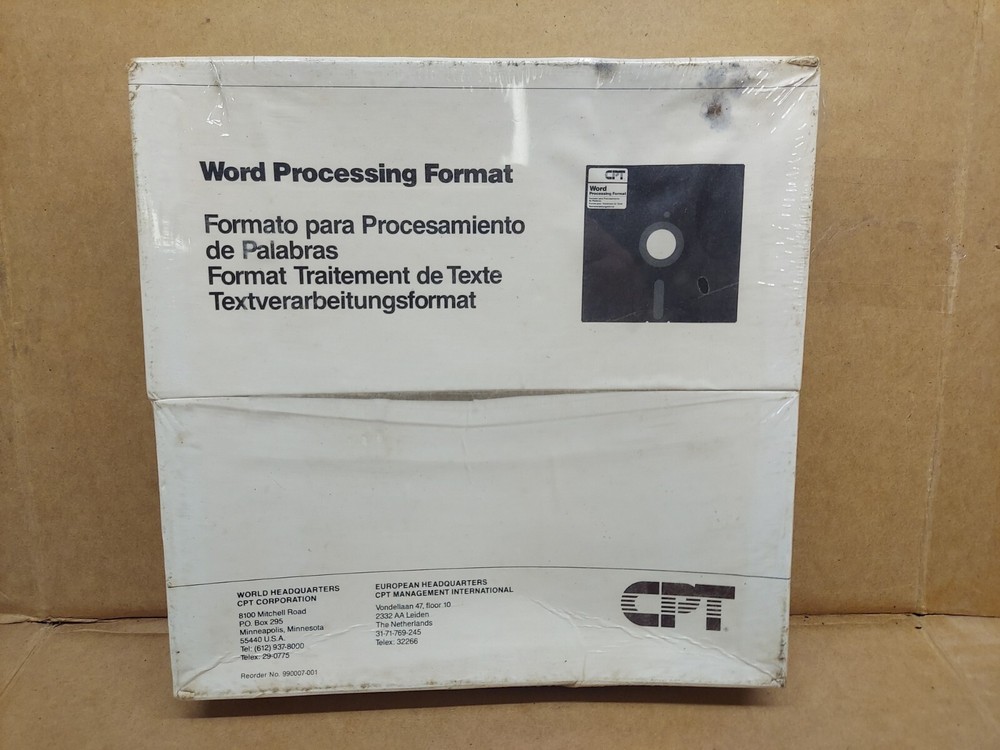 Word Processing Format
Formato para Procesamiento
de Palabras
Format Traitement de Texte
Textverarbeitungsformat
CPT
Word
Processing Format
WORLD HEADQUARTERS
CPT CORPORATION
8100 Mitchell Road
P.O. Box 295
Minneapolis, Minnesota
55440 U.S.A.
Tel: (612) 937-8000
Telex: 29-0775
Reorder No. 990007-001
EUROPEAN HEADQUARTERS
CPT MANAGEMENT INTERNATIONAL
Vondellaan 47, floor 10
2332 AA Leiden
The Netherlands
31-71-769-245
Telex: 32266
CPT